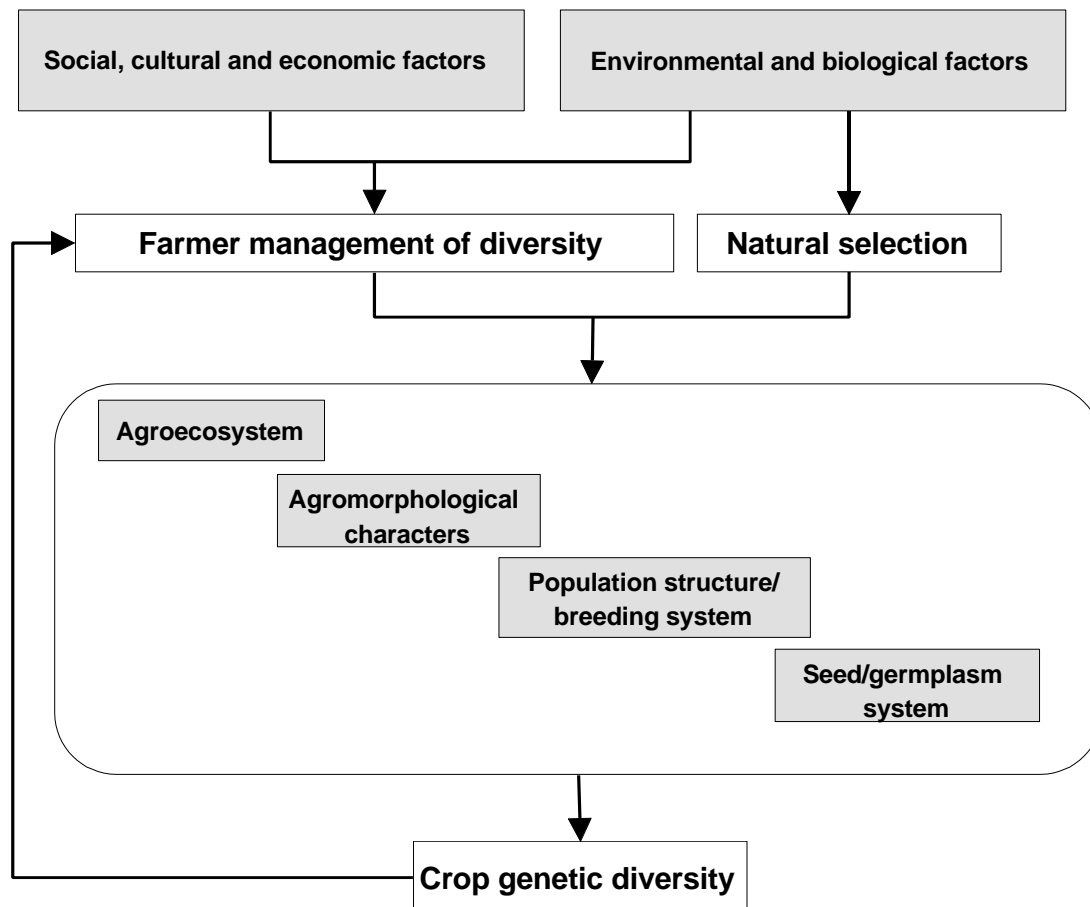 Social, cultural and economic factors
Environmental and biological factors
Farmer management of diversity
Natural selection
Agroecosystem
Agromorphological
characters
Population structure/
breeding system
Seed/germplasm
system
Crop genetic diversity